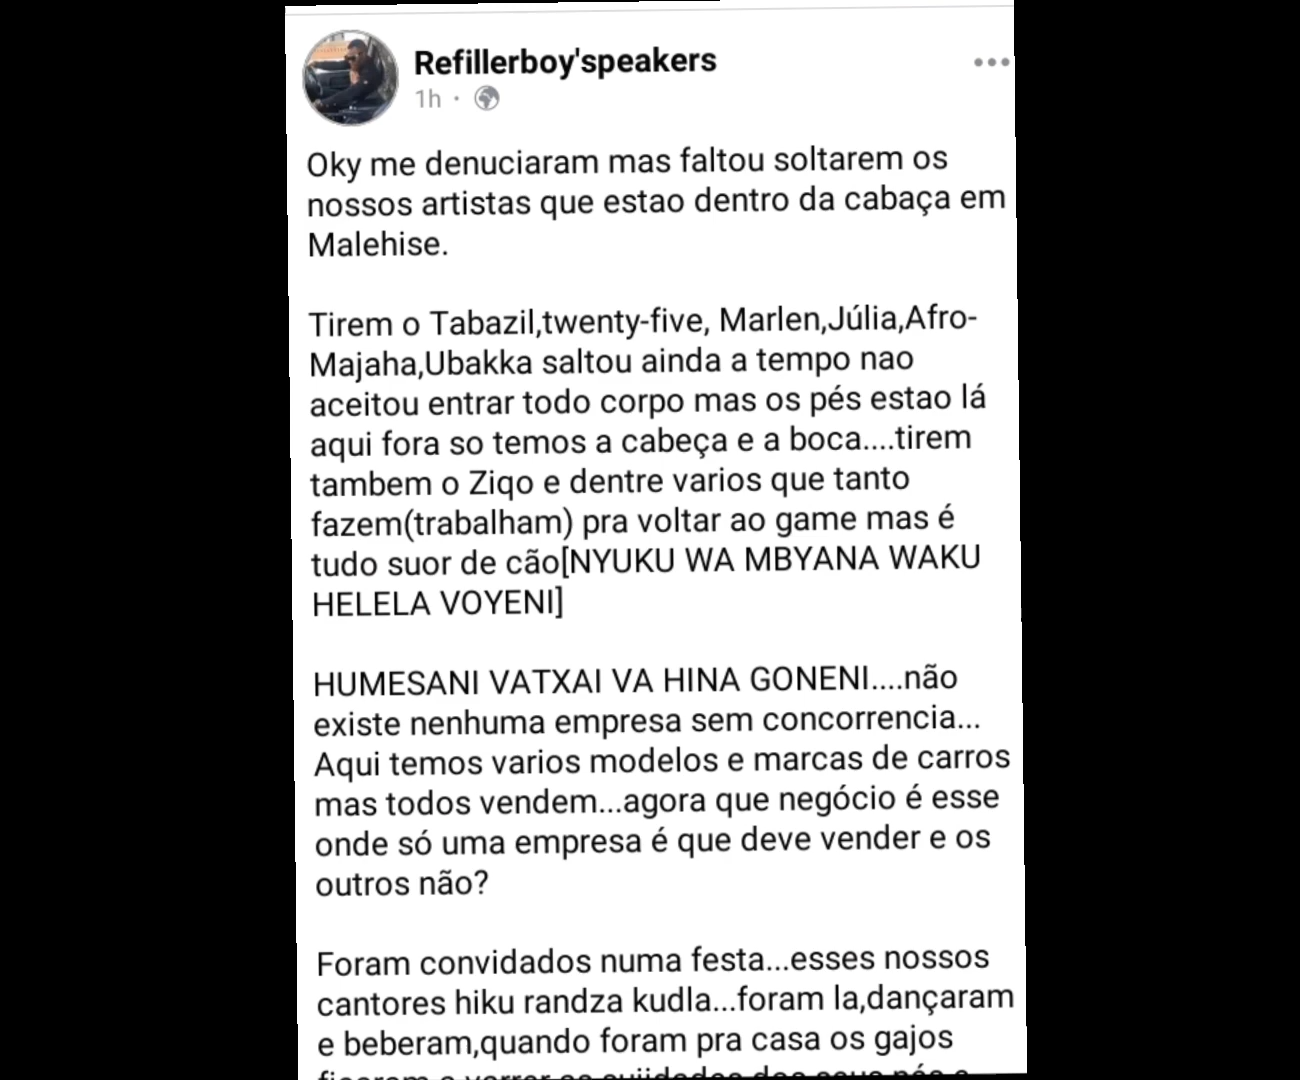 Refillerboy'speakers
1h ·
Oky me denuciaram mas faltou soltarem os
nossos artistas que estao dentro da cabaça em
Malehise.
Tirem o Tabazil,twenty-five, Marlen,Júlia,Afro-
Majaha,Ubakka saltou ainda a tempo nao
aceitou entrar todo corpo mas os pés estao lá
aqui fora so temos a cabeça e a boca....tirem
tambem o Ziqo e dentre varios que tanto
fazem(trabalham) pra voltar ao game mas é
tudo suor de cão[NYUKU WA MBYANA WAKU
HELELA VOYENI]
HUMESANI VATXAI VA HINA GONENI....não
existe nenhuma empresa sem concorrencia...
Aqui temos varios modelos e marcas de carros
mas todos vendem...agora que negócio é esse
onde só uma empresa é que deve vender e os
outros não?
Foram convidados numa festa...esses nossos
cantores hiku randza kudla...foram la,dançaram
e beberam,quando foram pra casa os gajos